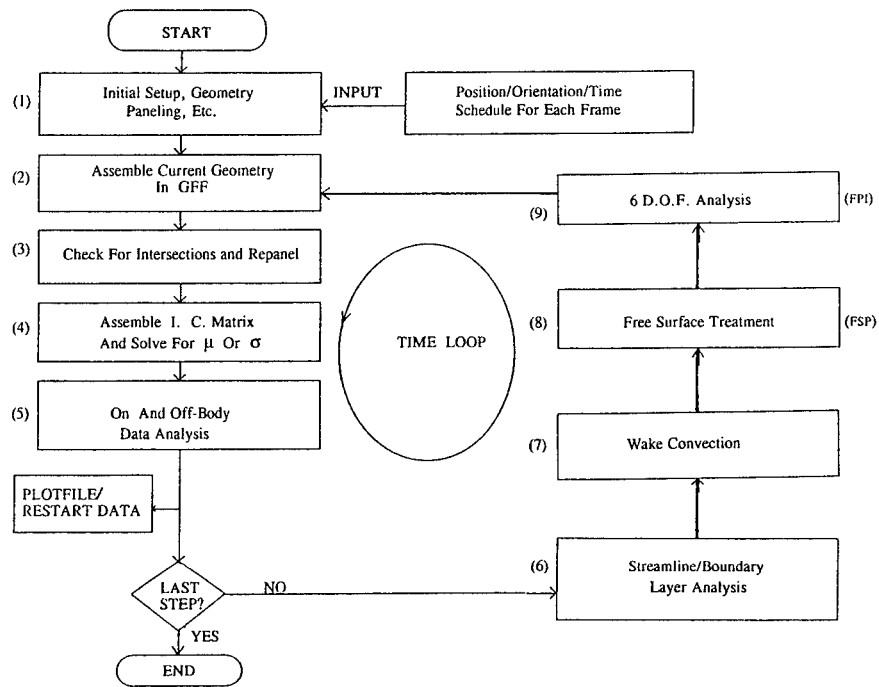 START
(1)
Initial Setup, Geometry
Paneling, Etc.
INPUT
Position/Orientation/Time
Schedule For Each Frame
(2)
Assemble Current Geometry
In GFF
(3)
Check For Intersections and Repanel
(4)
Assemble I. C. Matrix
And Solve For μ Or σ
(5)
On And Off-Body
Data Analysis
PLOTFILE/
RESTART DATA
LAST
STEP?
NO
YES
END
TIME LOOP
(6)
Streamline/Boundary
Layer Analysis
(7)
Wake Convection
(8)
Free Surface Treatment
(FSP)
(9)
6 D.O.F. Analysis
(FPI)